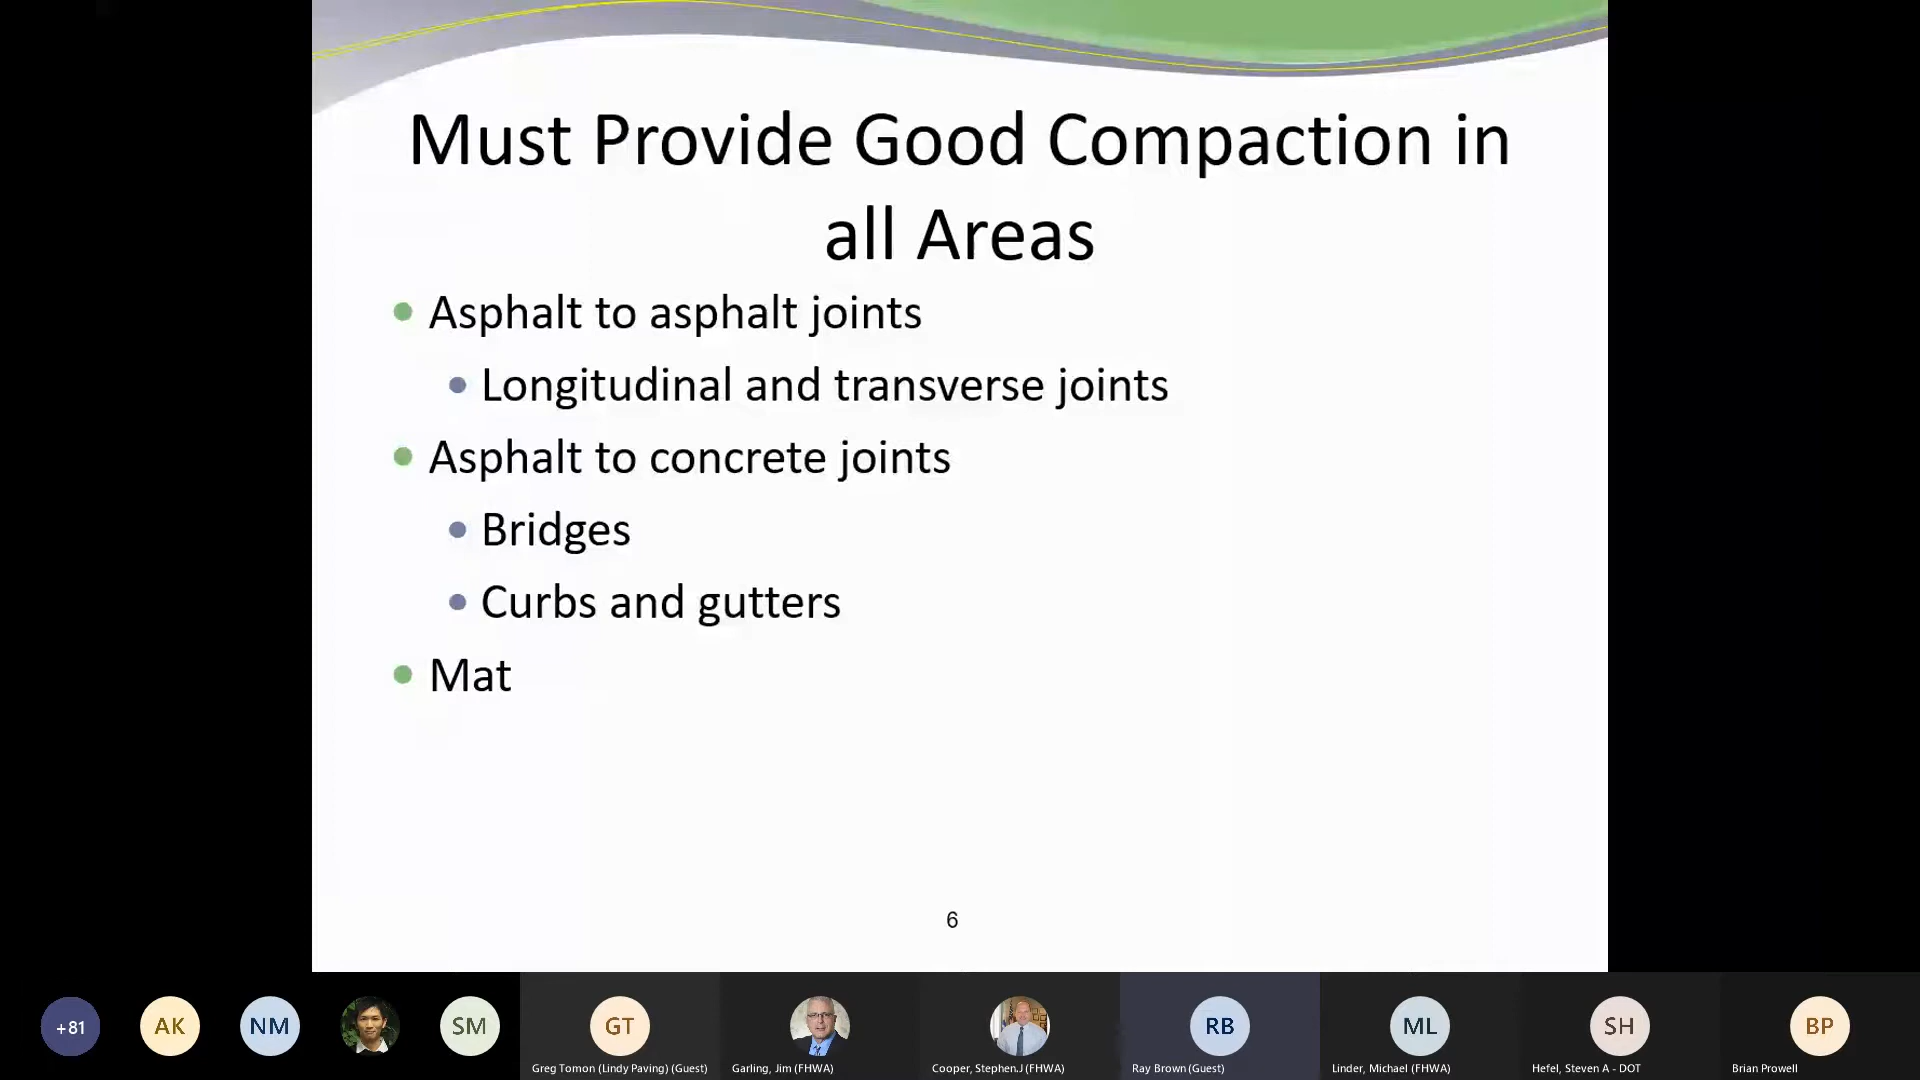 Must Provide Good Compaction in
all Areas
Asphalt to asphalt joints
Longitudinal and transverse joints
Asphalt to concrete joints
Bridges
Curbs and gutters
Mat
6
+81
AK
NM
SM
GT
RB
ML
SH
BP
Greg Tomon (Lindy Paving) (Guest)
Garling, Jim (FHWA)
Cooper, Stephen.J (FHWA)
Ray Brown (Guest)
Linder, Michael (FHWA)
Hefel, Steven A - DOT
Brian Prowell